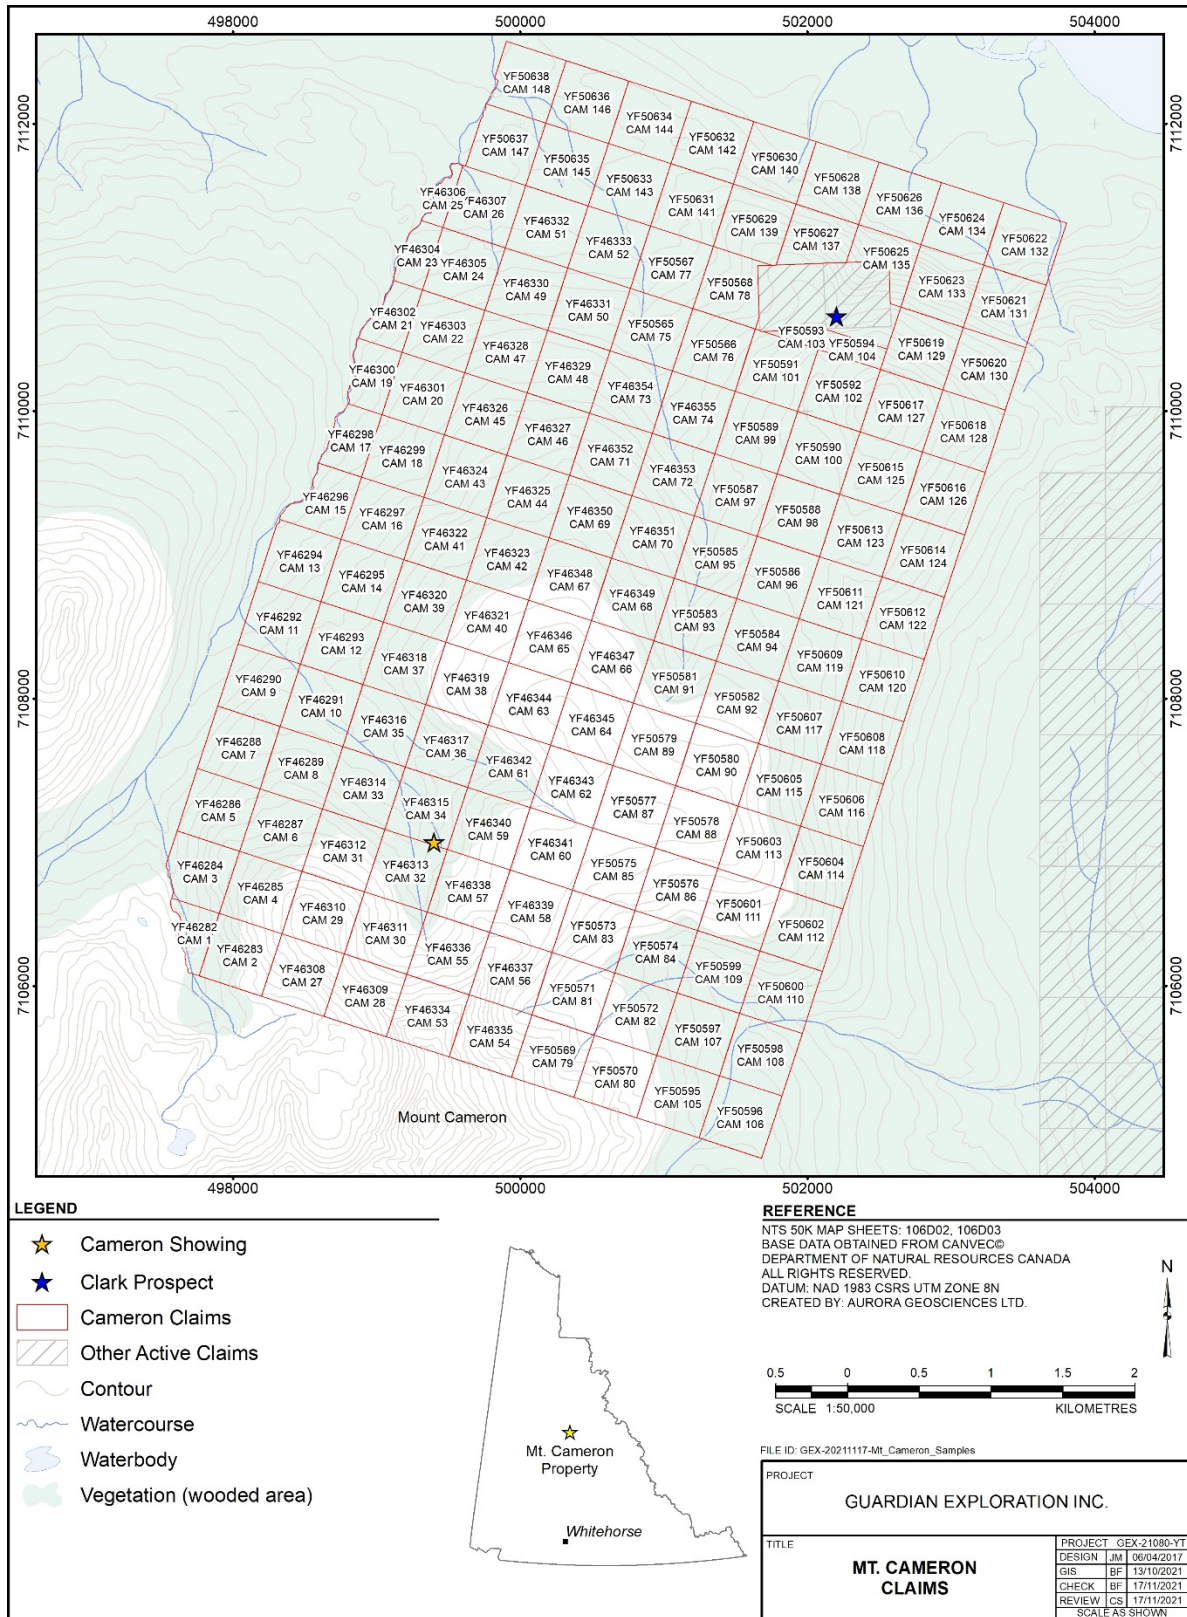 498000
500000
502000
504000
7112000
7112000
7110000
7110000
7108000
7108000
7106000
7106000
YF50638
CAM 148
YF50636
CAM 146
YF50634
CAM 144
YF50632
CAM 142
YF50630
CAM 140
YF50628
CAM 138
YF50626
CAM 136
YF50624
CAM 134
YF50622
CAM 132
YF50637
CAM 147
YF50635
CAM 145
YF50633
CAM 143
YF50631
CAM 141
YF50629
CAM 139
YF50627
CAM 137
YF50625
CAM 135
YF50623
CAM 133
YF50621
CAM 131
YF46306
CAM 25
YF46307
CAM 26
YF46332
CAM 51
YF46333
CAM 52
YF50567
CAM 77
YF50568
CAM 78
YF50593
CAM 103
YF50594
CAM 104
YF50619
CAM 129
YF50620
CAM 130
YF46304
CAM 23
YF46305
CAM 24
YF46330
CAM 49
YF46331
CAM 50
YF50565
CAM 75
YF50566
CAM 76
YF50591
CAM 101
YF50592
CAM 102
YF50617
CAM 127
YF50618
CAM 128
YF46302
CAM 21
YF46303
CAM 22
YF46328
CAM 47
YF46329
CAM 48
YF46354
CAM 73
YF46355
CAM 74
YF50589
CAM 99
YF50590
CAM 100
YF50615
CAM 125
YF50616
CAM 126
YF46300
CAM 19
YF46301
CAM 20
YF46326
CAM 45
YF46327
CAM 46
YF46352
CAM 71
YF46353
CAM 72
YF50587
CAM 97
YF50588
CAM 98
YF50613
CAM 123
YF50614
CAM 124
YF46298
CAM 17
YF46299
CAM 18
YF46324
CAM 43
YF46325
CAM 44
YF46350
CAM 69
YF46351
CAM 70
YF50585
CAM 95
YF50586
CAM 96
YF50611
CAM 121
YF50612
CAM 122
YF46296
CAM 15
YF46297
CAM 16
YF46322
CAM 41
YF46323
CAM 42
YF46348
CAM 67
YF46349
CAM 68
YF50583
CAM 93
YF50584
CAM 94
YF50609
CAM 119
YF50610
CAM 120
YF46294
CAM 13
YF46295
CAM 14
YF46320
CAM 39
YF46321
CAM 40
YF46346
CAM 65
YF46347
CAM 66
YF50581
CAM 91
YF50582
CAM 92
YF50607
CAM 117
YF50608
CAM 118
YF46292
CAM 11
YF46293
CAM 12
YF46318
CAM 37
YF46319
CAM 38
YF46344
CAM 63
YF46345
CAM 64
YF50579
CAM 89
YF50580
CAM 90
YF50605
CAM 115
YF50606
CAM 116
YF46290
CAM 9
YF46291
CAM 10
YF46316
CAM 35
YF46317
CAM 36
YF46342
CAM 61
YF46343
CAM 62
YF50577
CAM 87
YF50578
CAM 88
YF50603
CAM 113
YF50604
CAM 114
YF46288
CAM 7
YF46289
CAM 8
YF46314
CAM 33
YF46315
CAM 34
YF46340
CAM 59
YF46341
CAM 60
YF50575
CAM 85
YF50576
CAM 86
YF50601
CAM 111
YF50602
CAM 112
YF46286
CAM 5
YF46287
CAM 6
YF46312
CAM 31
YF46313
CAM 32
YF46338
CAM 57
YF46339
CAM 58
YF50573
CAM 83
YF50574
CAM 84
YF50599
CAM 109
YF50600
CAM 110
YF46284
CAM 3
YF46285
CAM 4
YF46310
CAM 29
YF46311
CAM 30
YF46336
CAM 55
YF46337
CAM 56
YF50571
CAM 81
YF50572
CAM 82
YF50597
CAM 107
YF50598
CAM 108
YF46282
CAM 1
YF46283
CAM 2
YF46308
CAM 27
YF46309
CAM 28
YF46334
CAM 53
YF46335
CAM 54
YF50569
CAM 79
YF50570
CAM 80
YF50595
CAM 105
YF50596
CAM 106
Mount Cameron
498000
500000
502000
504000
LEGEND
Cameron Showing
Clark Prospect
Cameron Claims
Other Active Claims
Contour
Watercourse
Waterbody
Vegetation (wooded area)
Mt. Cameron
Property
Whitehorse
REFERENCE
NTS 50K MAP SHEETS: 106D02, 106D03
BASE DATA OBTAINED FROM CANVEC©
DEPARTMENT OF NATURAL RESOURCES CANADA
ALL RIGHTS RESERVED.
DATUM: NAD 1983 CSRS UTM ZONE 8N
CREATED BY: AURORA GEOSCIENCES LTD.
N
0.5 0 0.5 1 1.5 2
SCALE 1:50,000 KILOMETRES
FILE ID: GEX-20211117-Mt_Cameron_Samples
PROJECT
GUARDIAN EXPLORATION INC.
TITLE
MT. CAMERON
CLAIMS
PROJECT GEX-21080-YT
DESIGN JM 06/04/2017
GIS BF 13/10/2021
CHECK BF 17/11/2021
REVIEW CS 17/11/2021
SCALE AS SHOWN